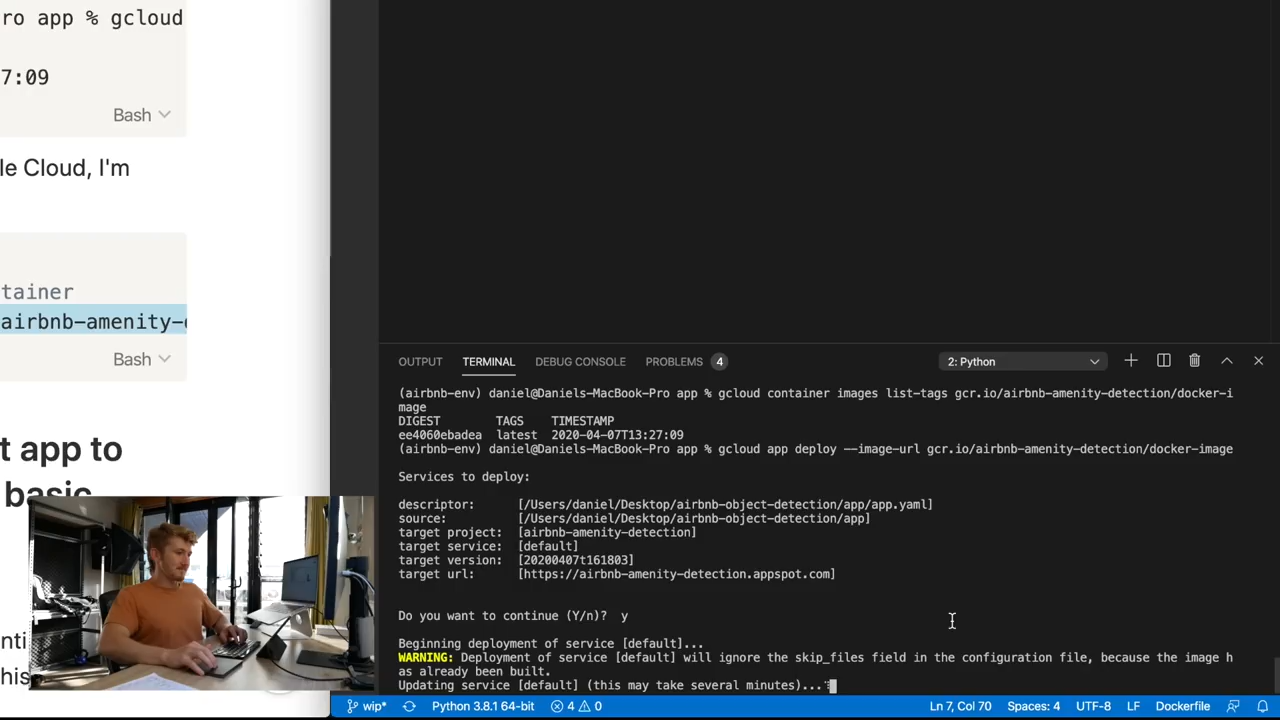 ro app % gcloud
7:09
Bash
le Cloud, I'm
tainer
airbnb-amenity-
Bash
t app to
basic
nti
his
OUTPUT TERMINAL DEBUG CONSOLE PROBLEMS 4 2: Python
(airbnb-env) daniel@Daniels-MacBook-Pro app % gcloud container images list-tags gcr.io/airbnb-amenity-detection/docker-i
mage
DIGEST TAGS TIMESTAMP
ee4060ebadea latest 2020-04-07T13:27:09
(airbnb-env) daniel@Daniels-MacBook-Pro app % gcloud app deploy --image-url gcr.io/airbnb-amenity-detection/docker-image
Services to deploy:
descriptor: [/Users/daniel/Desktop/airbnb-object-detection/app/app.yaml]
source: [/Users/daniel/Desktop/airbnb-object-detection/app]
target project: [airbnb-amenity-detection]
target service: [default]
target version: [20200407t161803]
target url: [https://airbnb-amenity-detection.appspot.com]
Do you want to continue (Y/n)? y
Beginning deployment of service [default]...
WARNING: Deployment of service [default] will ignore the skip_files field in the configuration file, because the image h
as already been built.
Updating service [default] (this may take several minutes)...
wip* Python 3.8.1 64-bit 4 0 Ln 7, Col 70 Spaces: 4 UTF-8 LF Dockerfile